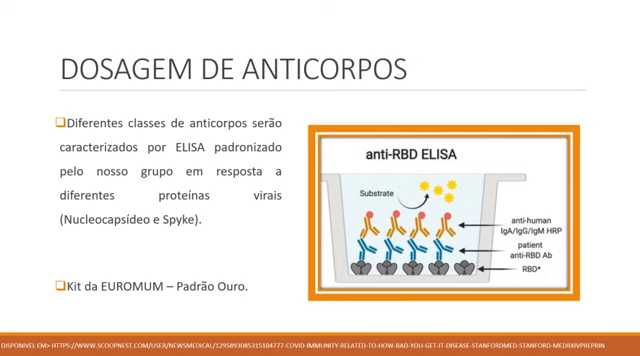 DOSAGEM DE ANTICORPOS
Diferentes classes de anticorpos serão
caracterizados por ELISA padronizado
pelo nosso grupo em resposta a
diferentes proteínas virais
(Nucleocapsídeo e Spyke).
Kit da EUROMUM – Padrão Ouro.
anti-RBD ELISA
Substrate
anti-human
IgA/IgG/IgM HRP
patient
anti-RBD Ab
RBD*
DISPONIVEL EM> HTTPS://WWW.SCOOPNEST.COM/USER/NEWSMEDICAL/1295893085315104777-COVID-IMMUNITY-RELATED-TO-HOW-BAD-YOU-GET-IT-DISEASE-STANFORDMED-STANFORD-MEDRXIVPREPRIN